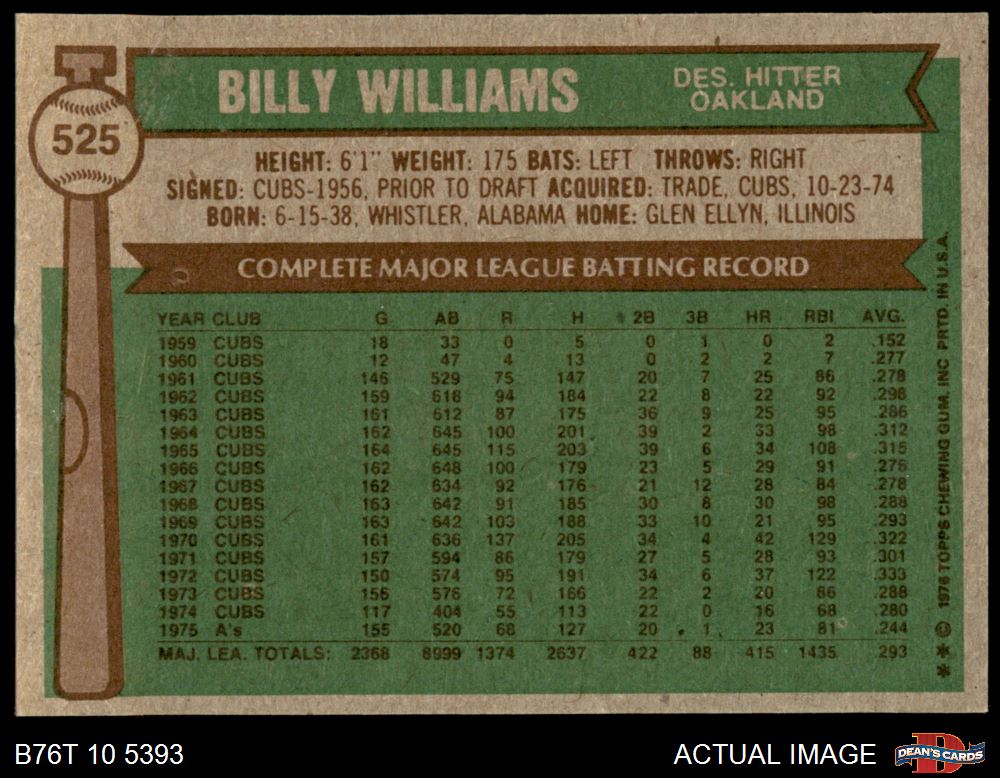 BILLY WILLIAMS
DES. HITTER
OAKLAND
525
HEIGHT: 6'1" WEIGHT: 175 BATS: LEFT THROWS: RIGHT
SIGNED: CUBS-1956, PRIOR TO DRAFT ACQUIRED: TRADE, CUBS, 10-23-74
BORN: 6-15-38, WHISTLER, ALABAMA HOME: GLEN ELLYN, ILLINOIS
COMPLETE MAJOR LEAGUE BATTING RECORD
YEAR CLUB G AB R H 2B 3B HR RBI AVG.
1959 CUBS 18 33 0 5 0 1 0 2 .152
1960 CUBS 12 47 4 13 0 2 2 7 .277
1961 CUBS 146 529 75 147 20 7 25 86 .278
1962 CUBS 159 618 94 184 22 8 22 92 .298
1963 CUBS 161 612 87 175 36 9 25 95 .286
1964 CUBS 162 645 100 201 39 2 33 98 .312
1965 CUBS 164 645 115 203 39 6 34 108 .315
1966 CUBS 162 648 100 179 23 5 29 91 .276
1967 CUBS 162 634 92 176 21 12 28 84 .278
1968 CUBS 163 642 91 185 30 8 30 98 .288
1969 CUBS 163 642 103 188 33 10 21 95 .293
1970 CUBS 161 636 137 205 34 4 42 129 .322
1971 CUBS 157 594 86 179 27 5 28 93 .301
1972 CUBS 150 574 95 191 34 6 37 122 .333
1973 CUBS 156 576 72 166 22 2 20 86 .288
1974 CUBS 117 404 55 113 22 0 16 68 .280
1975 A's 155 520 68 127 20 1 23 81 .244
MAJ. LEA. TOTALS: 2368 8999 1374 2637 422 88 415 1435 .293
** © 1976 TOPPS CHEWING GUM, INC PRTD. IN U.S.A.
B76T 10 5393
ACTUAL IMAGE
D
DEAN'S CARDS